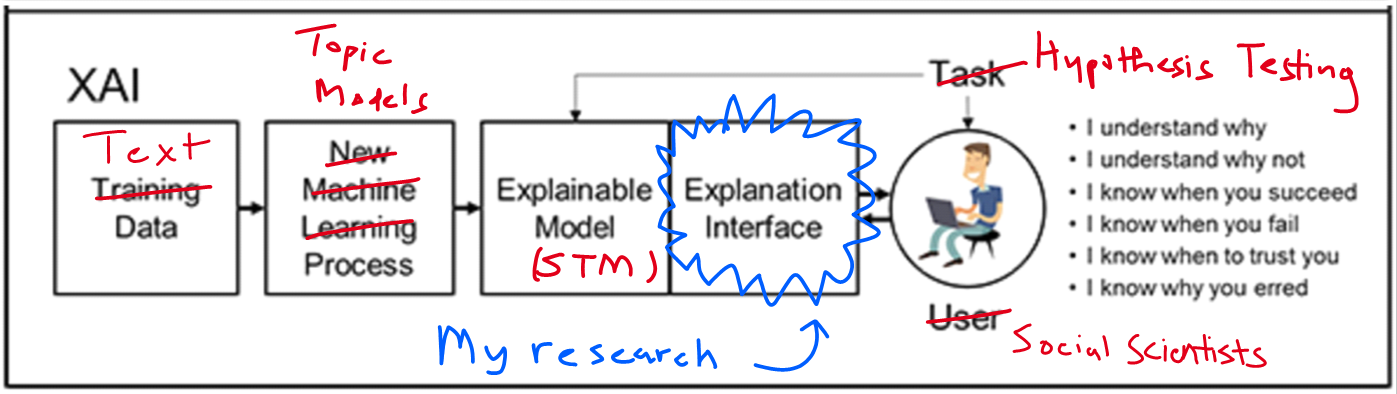 XAI
Topic
Models
Task
Hypothesis Testing
Text
Training
Data
New
Machine
Learning
Process
Explainable
Model
(STM)
Explanation
Interface
• I understand why
• I understand why not
• I know when you succeed
• I know when you fail
• I know when to trust you
• I know why you erred
User
Social Scientists
My research